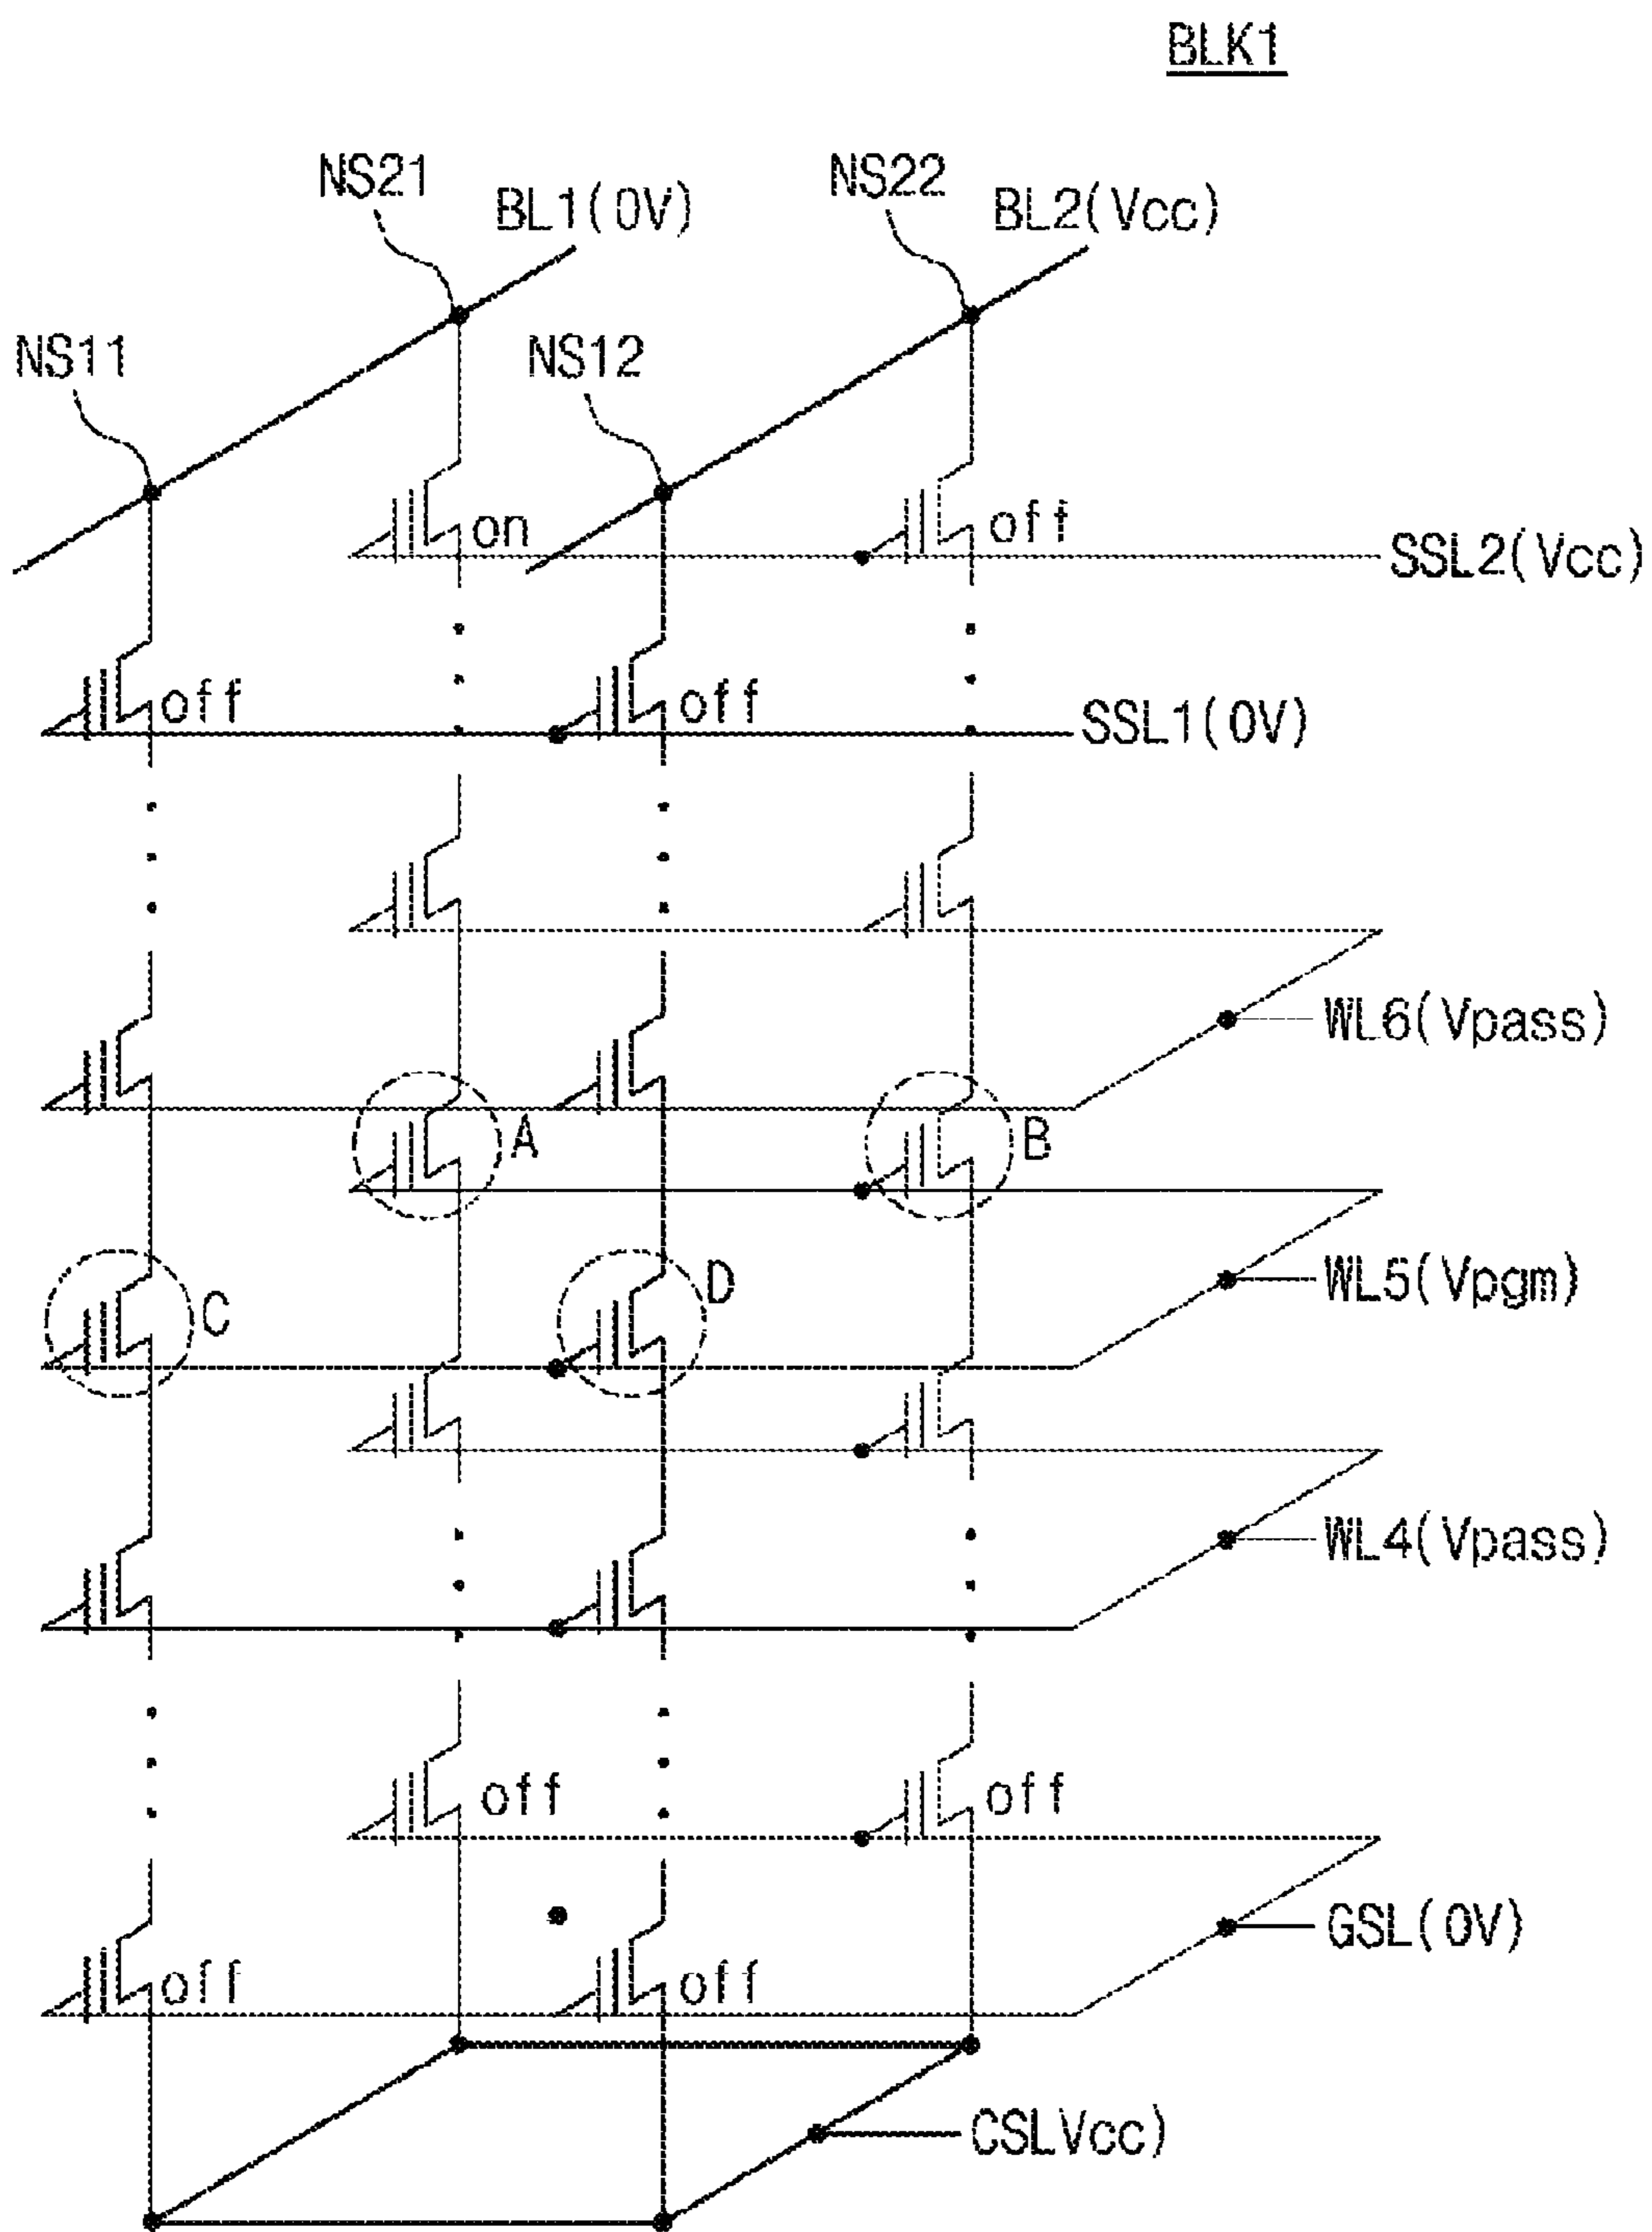 BLK1
NS21
BL1(0V)
NS22
BL2(Vcc)
NS11
NS12
on
off
SSL2(Vcc)
off
off
SSL1(0V)
WL6(Vpass)
A
B
C
D
WL5(Vpgm)
WL4(Vpass)
off
off
GSL(0V)
off
off
CSLVcc)